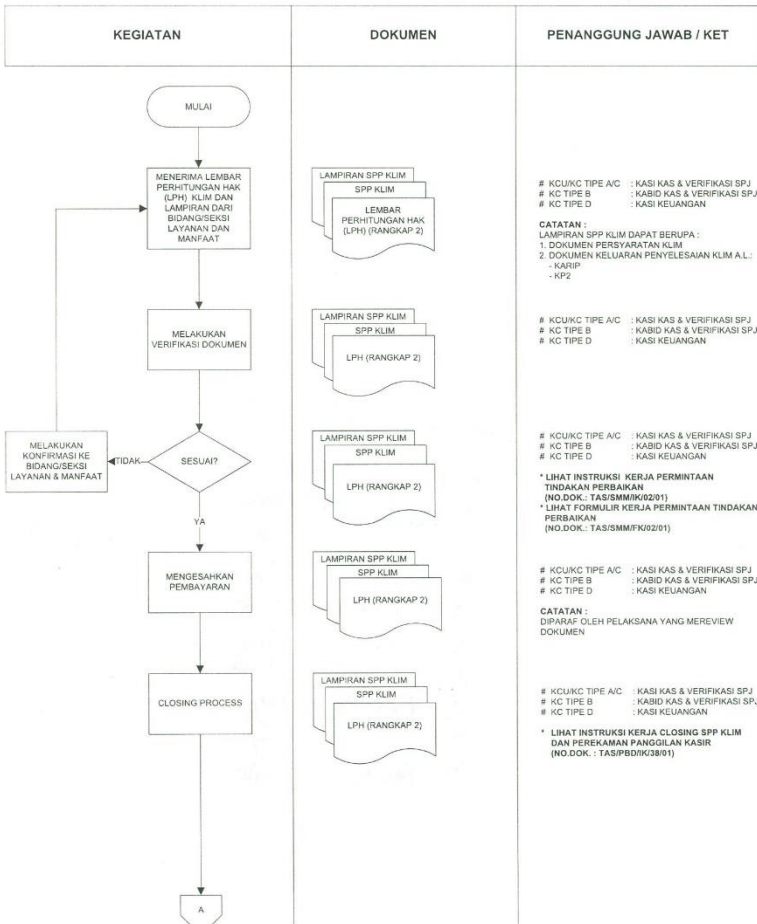 KEGIATAN
DOKUMEN
PENANGGUNG JAWAB / KET
MULAI
MENERIMA LEMBAR
PERHITUNGAN HAK
(LPH) KLIM DAN
LAMPIRAN DARI
BIDANG/SEKSI
LAYANAN DAN
MANFAAT
LAMPIRAN SPP KLIM
SPP KLIM
LEMBAR
PERHITUNGAN HAK
(LPH) (RANGKAP 2)
# KCU/KC TIPE A/C : KASI KAS & VERIFIKASI SPJ
# KC TIPE B : KABID KAS & VERIFIKASI SPJ
# KC TIPE D : KASI KEUANGAN
CATATAN :
LAMPIRAN SPP KLIM DAPAT BERUPA :
1. DOKUMEN PERSYARATAN KLIM
2. DOKUMEN KELUARAN PENYELESAIAN KLIM A.L.:
- KARIP
- KP2
MELAKUKAN
VERIFIKASI DOKUMEN
LAMPIRAN SPP KLIM
SPP KLIM
LPH (RANGKAP 2)
# KCU/KC TIPE A/C : KASI KAS & VERIFIKASI SPJ
# KC TIPE B : KABID KAS & VERIFIKASI SPJ
# KC TIPE D : KASI KEUANGAN
MELAKUKAN
KONFIRMASI KE
BIDANG/SEKSI
LAYANAN & MANFAAT
TIDAK
SESUAI?
YA
LAMPIRAN SPP KLIM
SPP KLIM
LPH (RANGKAP 2)
# KCU/KC TIPE A/C : KASI KAS & VERIFIKASI SPJ
# KC TIPE B : KABID KAS & VERIFIKASI SPJ
# KC TIPE D : KASI KEUANGAN
* LIHAT INSTRUKSI KERJA PERMINTAAN
TINDAKAN PERBAIKAN
(NO.DOK.: TAS/SMM/IK/02/01)
* LIHAT FORMULIR KERJA PERMINTAAN TINDAKAN
PERBAIKAN
(NO.DOK.: TAS/SMM/FK/02/01)
MENGESAHKAN
PEMBAYARAN
LAMPIRAN SPP KLIM
SPP KLIM
LPH (RANGKAP 2)
# KCU/KC TIPE A/C : KASI KAS & VERIFIKASI SPJ
# KC TIPE B : KABID KAS & VERIFIKASI SPJ
# KC TIPE D : KASI KEUANGAN
CATATAN :
DIPARAF OLEH PELAKSANA YANG MEREVIEW
DOKUMEN
CLOSING PROCESS
LAMPIRAN SPP KLIM
SPP KLIM
LPH (RANGKAP 2)
# KCU/KC TIPE A/C : KASI KAS & VERIFIKASI SPJ
# KC TIPE B : KABID KAS & VERIFIKASI SPJ
# KC TIPE D : KASI KEUANGAN
* LIHAT INSTRUKSI KERJA CLOSING SPP KLIM
DAN PEREKAMAN PANGGILAN KASIR
(NO.DOK. : TAS/PBD/IK/38/01)
A